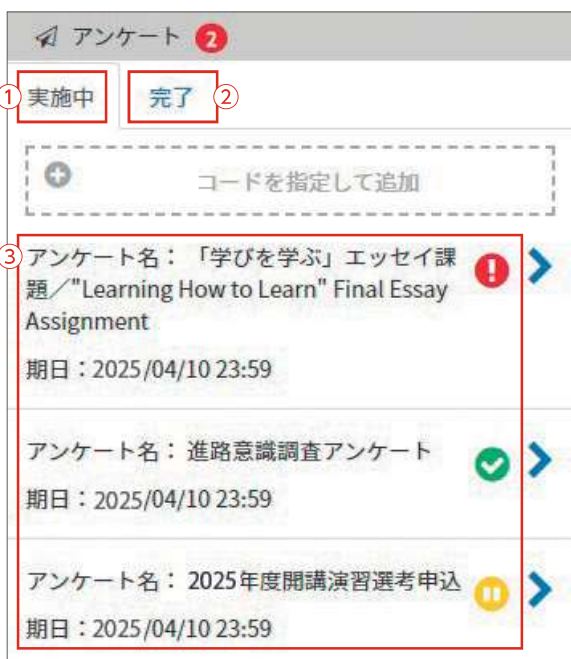 アンケート 2
① 実施中 完了 ②
コードを指定して追加
③ アンケート名：「学びを学ぶ」エッセイ課
題／"Learning How to Learn" Final Essay
Assignment
期日：2025/04/10 23:59
アンケート名： 進路意識調査アンケート
期日：2025/04/10 23:59
アンケート名： 2025年度開講演習選考申込
期日：2025/04/10 23:59